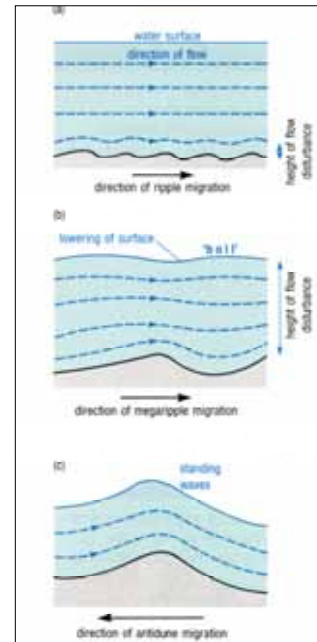 (a)
water surface
direction of flow
height of flow
disturbance
direction of ripple migration
(b)
lowering of surface
"boil"
height of flow
disturbance
direction of megaripple migration
(c)
standing
waves
direction of antidune migration